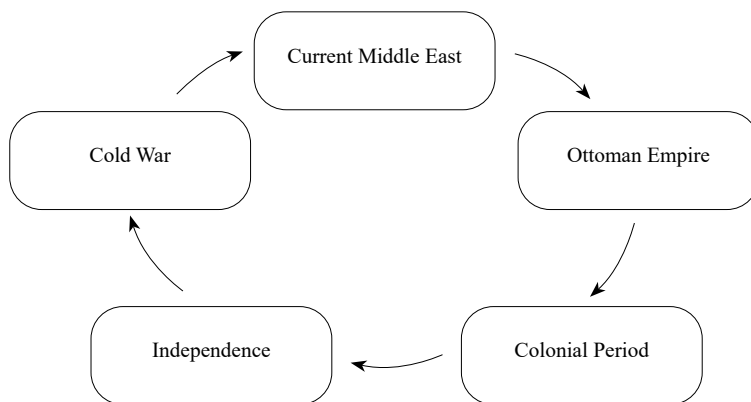 Current Middle East
Cold War
Ottoman Empire
Independence
Colonial Period